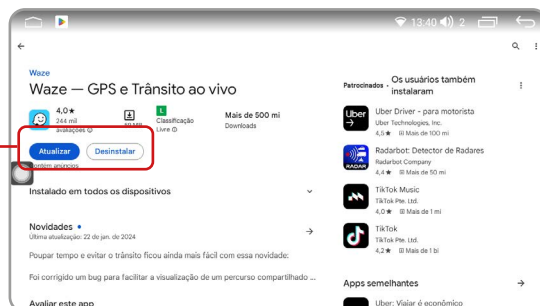 13:40 2
Waze
Waze — GPS e Trânsito ao vivo
4,0★
244 mil
avaliações
L
Classificação
Livre
Mais de 500 mi
Downloads
Atualizar
Desinstalar
Contém anúncios
Instalado em todos os dispositivos
Novidades •
Última atualização: 22 de jan. de 2024
Poupar tempo e evitar o trânsito ficou ainda mais fácil com essa novidade:
Foi corrigido um bug para facilitar a visualização de um percurso compartilhado ...
Avaliar este app
Patrocinados • Os usuários também
instalaram
Uber
Uber Driver - para motorista
Uber Technologies, Inc.
4,5★ Mais de 100 mi
RADAR
Radarbot: Detector de Radares
Radarbot Company
4,4★ Mais de 50 mi
TikTok Music
TikTok Pte. Ltd.
4,0★ Mais de 1 mi
TikTok
TikTok Pte. Ltd.
4,2★ Mais de 1 bi
Apps semelhantes
Uber: Viajar é econômico